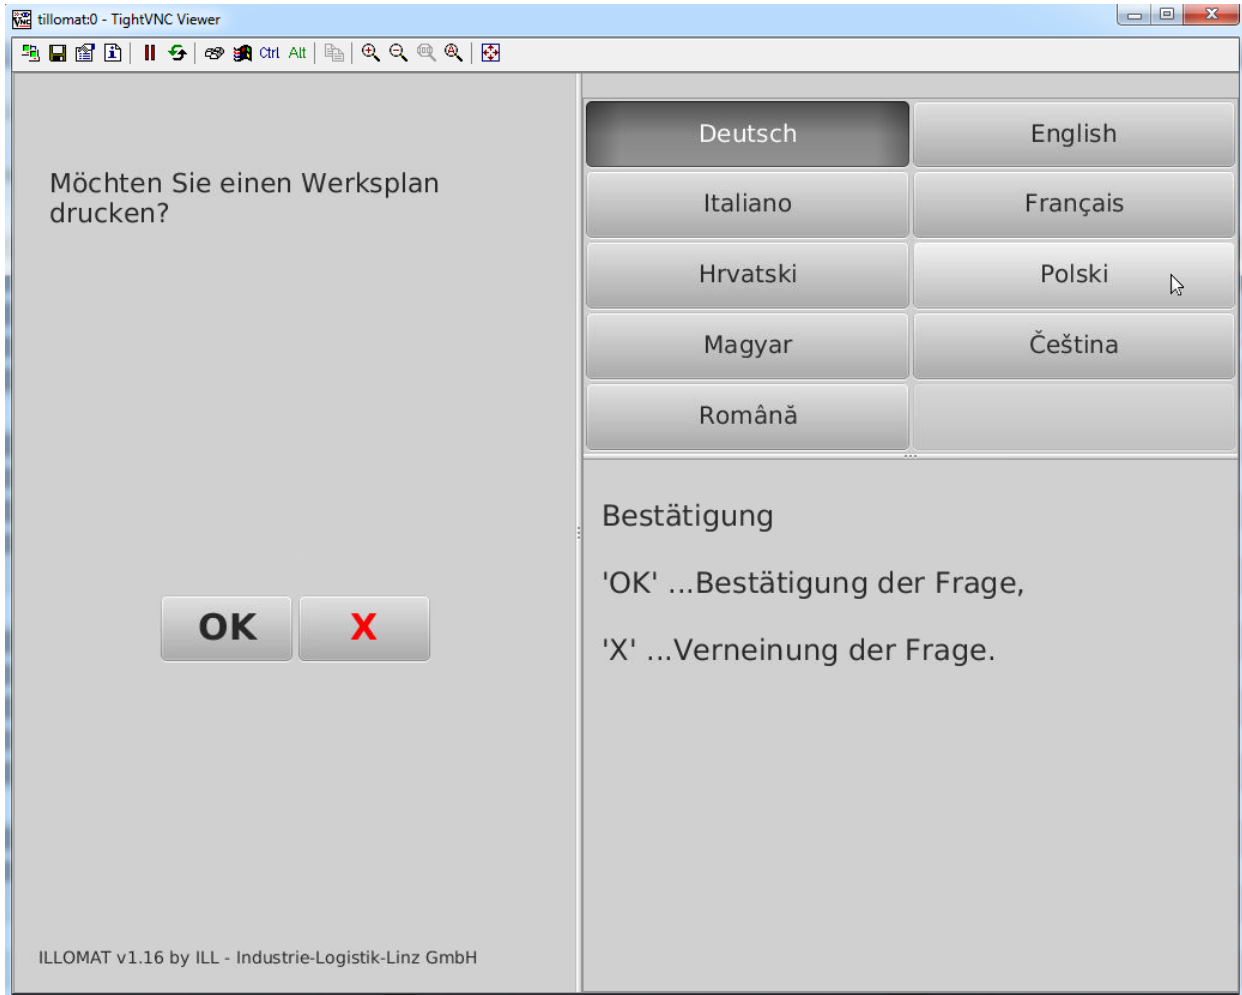 tillomat:0 - TightVNC Viewer
Ctrl Alt
Möchten Sie einen Werksplan
drucken?
OK X
ILLOMAT v1.16 by ILL - Industrie-Logistik-Linz GmbH
Deutsch English
Italiano Français
Hrvatski Polski
Magyar Čeština
Română
Bestätigung
'OK' ...Bestätigung der Frage,
'X' ...Verneinung der Frage.